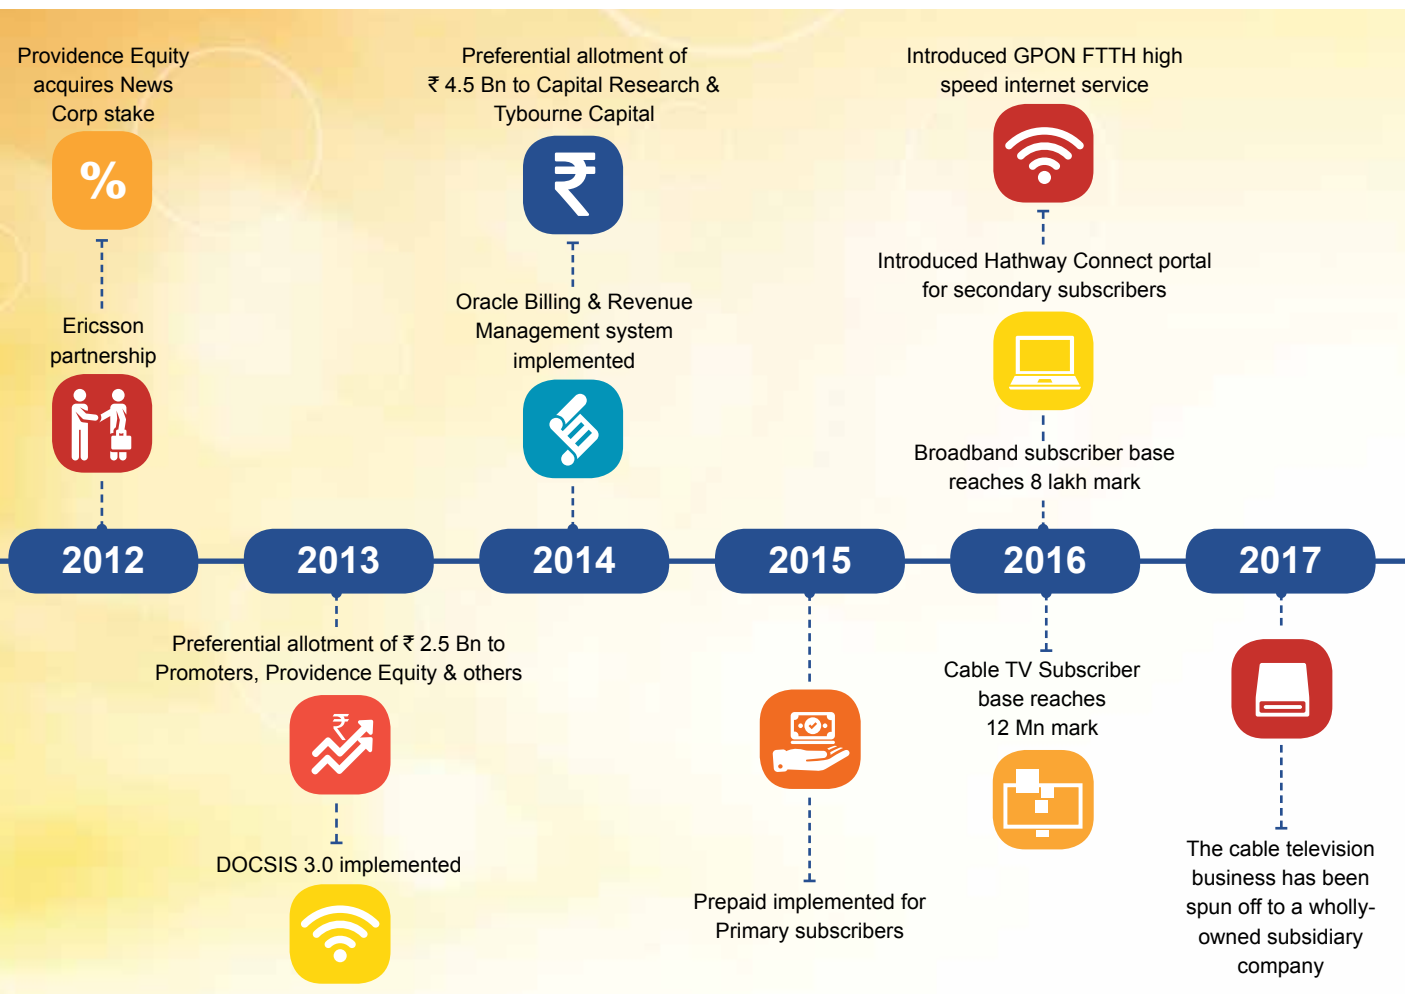 Providence Equity
acquires News
Corp stake
%
Ericsson
partnership
Preferential allotment of
₹ 4.5 Bn to Capital Research &
Tybourne Capital
₹
Oracle Billing & Revenue
Management system
implemented
Introduced GPON FTTH high
speed internet service
Introduced Hathway Connect portal
for secondary subscribers
Broadband subscriber base
reaches 8 lakh mark
2012
2013
2014
2015
2016
2017
Preferential allotment of ₹ 2.5 Bn to
Promoters, Providence Equity & others
₹
DOCSIS 3.0 implemented
Prepaid implemented for
Primary subscribers
Cable TV Subscriber
base reaches
12 Mn mark
The cable television
business has been
spun off to a wholly-
owned subsidiary
company